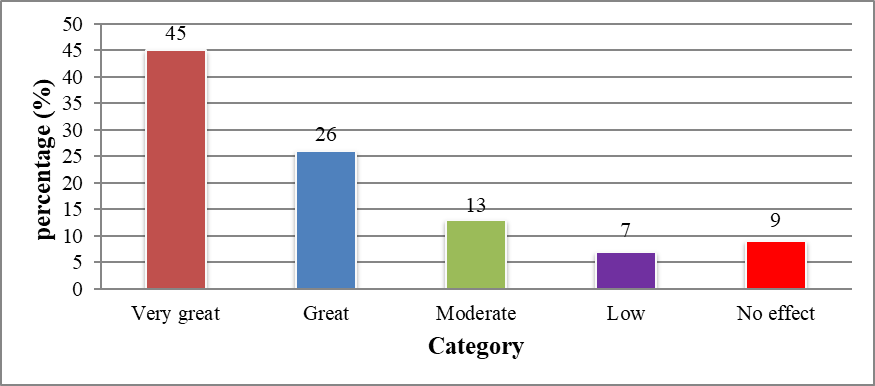 percentage (%)
50
45
40
35
30
25
20
15
10
5
0
45
26
13
7
9
Very great
Great
Moderate
Low
No effect
Category